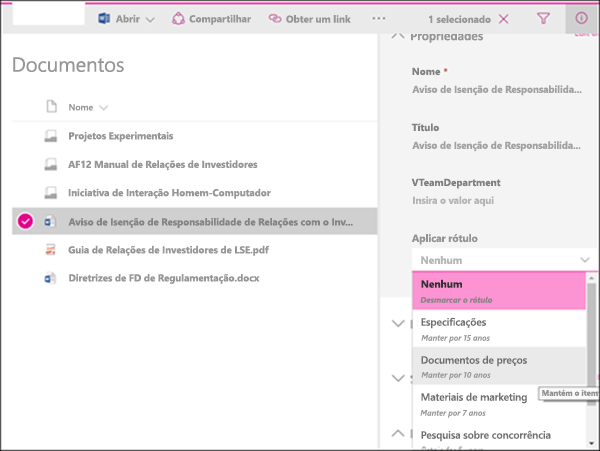 Abrir
Compartilhar
Obter um link
...
1 selecionado
Propriedades
Documentos
Nome *
Aviso de Isenção de Responsabilida...
Nome
Título
Projetos Experimentais
Aviso de Isenção de Responsabilida...
AF12 Manual de Relações de Investidores
VTeamDepartment
Iniciativa de Interação Homem-Computador
Insira o valor aqui
Aviso de Isenção de Responsabilidade de Relações com o Inv...
Aplicar rótulo
Guia de Relações de Investidores de LSE.pdf
Nenhum
Diretrizes de FD de Regulamentação.docx
Nenhum
Desmarcar o rótulo
Especificações
Manter por 15 anos
Documentos de preços
Manter por 10 anos
Mantém o item
Materiais de marketing
Manter por 7 anos
Pesquisa sobre concorrência